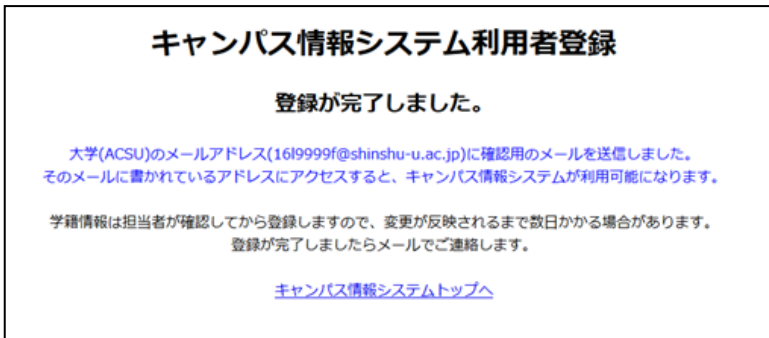 キャンパス情報システム利用者登録
登録が完了しました。
大学(ACSU)のメールアドレス(16l9999f@shinshu-u.ac.jp)に確認用のメールを送信しました。
そのメールに書かれているアドレスにアクセスすると、キャンパス情報システムが利用可能になります。
学籍情報は担当者が確認してから登録しますので、変更が反映されるまで数日かかる場合があります。
登録が完了しましたらメールでご連絡します。
キャンパス情報システムトップへ